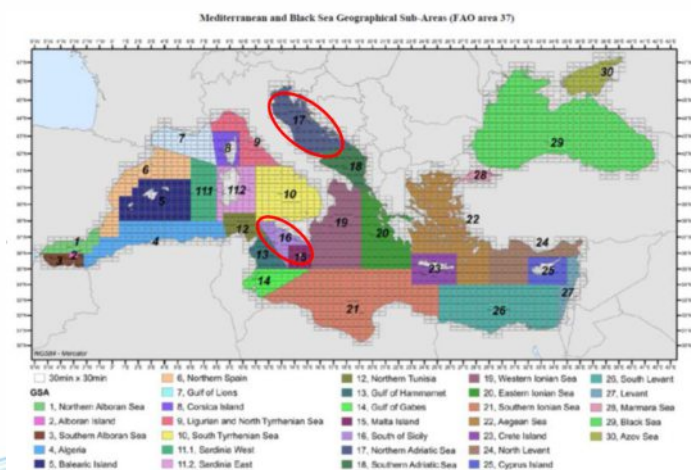 Mediterranean and Black Sea Geographical Sub-Areas (FAO area 37)
30
17
29
7
8
9
18
6
28
11.1
11.2
10
5
19
22
20
12
16
24
1
4
2
3
13
15
23
25
14
27
21
26
WGS84 - Mercator
30min x 30min
GSA
1, Northern Alboran Sea
2, Alboran Island
3, Southern Alboran Sea
4, Algeria
5, Balearic Island
6, Northern Spain
7, Gulf of Lions
8, Corsica Island
9, Ligurian and North Tyrrhenian Sea
10, South Tyrrhenian Sea
11.1, Sardinia West
11.2, Sardinia East
12, Northern Tunisia
13, Gulf of Hammamet
14, Gulf of Gabes
15, Malta Island
16, South of Sicily
17, Northern Adriatic Sea
18, Southern Adriatic Sea
19, Western Ionian Sea
20, Eastern Ionian Sea
21, Southern Ionian Sea
22, Aegean Sea
23, Crete Island
24, North Levant
25, Cyprus Island
26, South Levant
27, Levant
28, Marmara Sea
29, Black Sea
30, Azov Sea